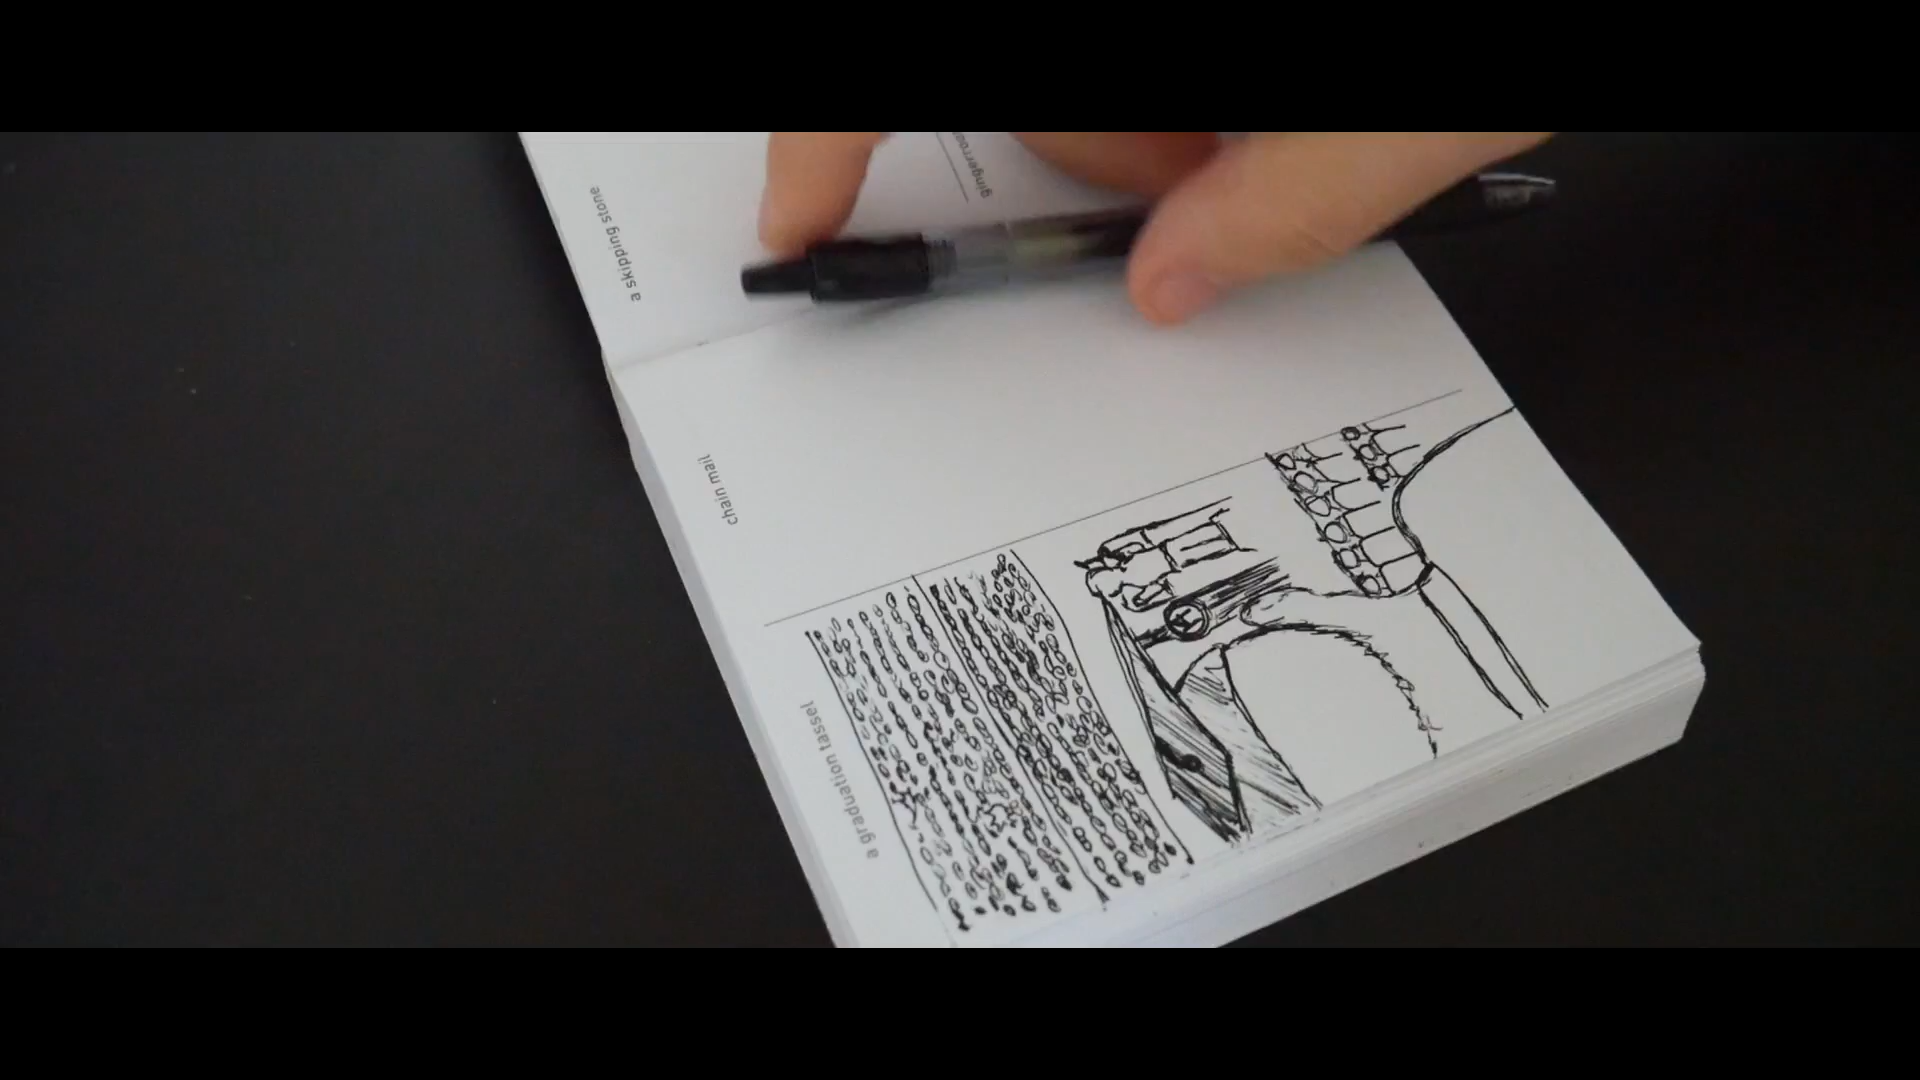 a skipping stone
chain mail
a graduation tassel